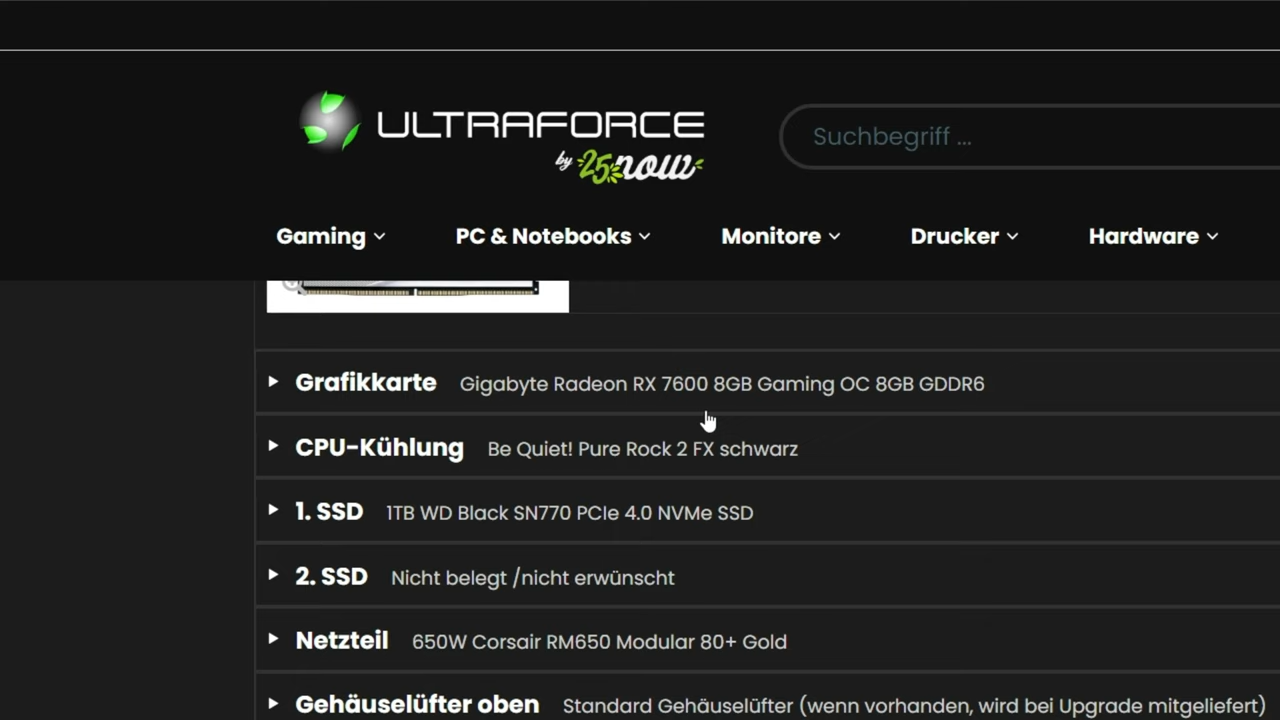 ULTRAFORCE
by 25now
Suchbegriff ...
Gaming PC & Notebooks Monitore Drucker Hardware
Grafikkarte Gigabyte Radeon RX 7600 8GB Gaming OC 8GB GDDR6
CPU-Kühlung Be Quiet! Pure Rock 2 FX schwarz
1. SSD 1TB WD Black SN770 PCIe 4.0 NVMe SSD
2. SSD Nicht belegt /nicht erwünscht
Netzteil 650W Corsair RM650 Modular 80+ Gold
Gehäuselüfter oben Standard Gehäuselüfter (wenn vorhanden, wird bei Upgrade mitgeliefert)